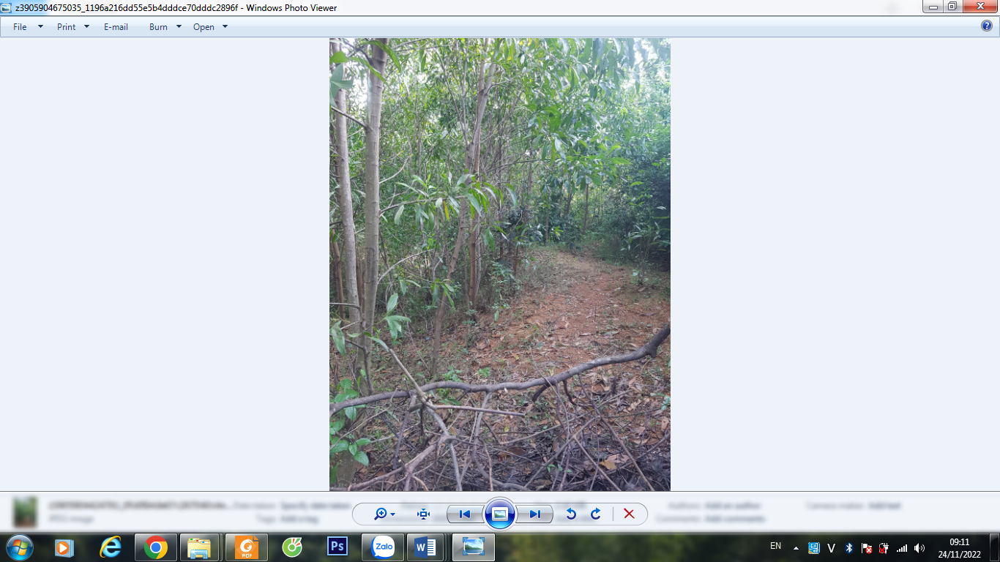 z3905904675035_1196a216dd55e5b4dddce70dddc2896f - Windows Photo Viewer
File Print E-mail Burn Open
JPEG image
Date taken: Specify date taken
Tags: Add a tag
Authors: Add an author
Comments: Add comments
Camera maker: Add text
PDF
Ps
Zalo
W
EN
V
09:11
24/11/2022